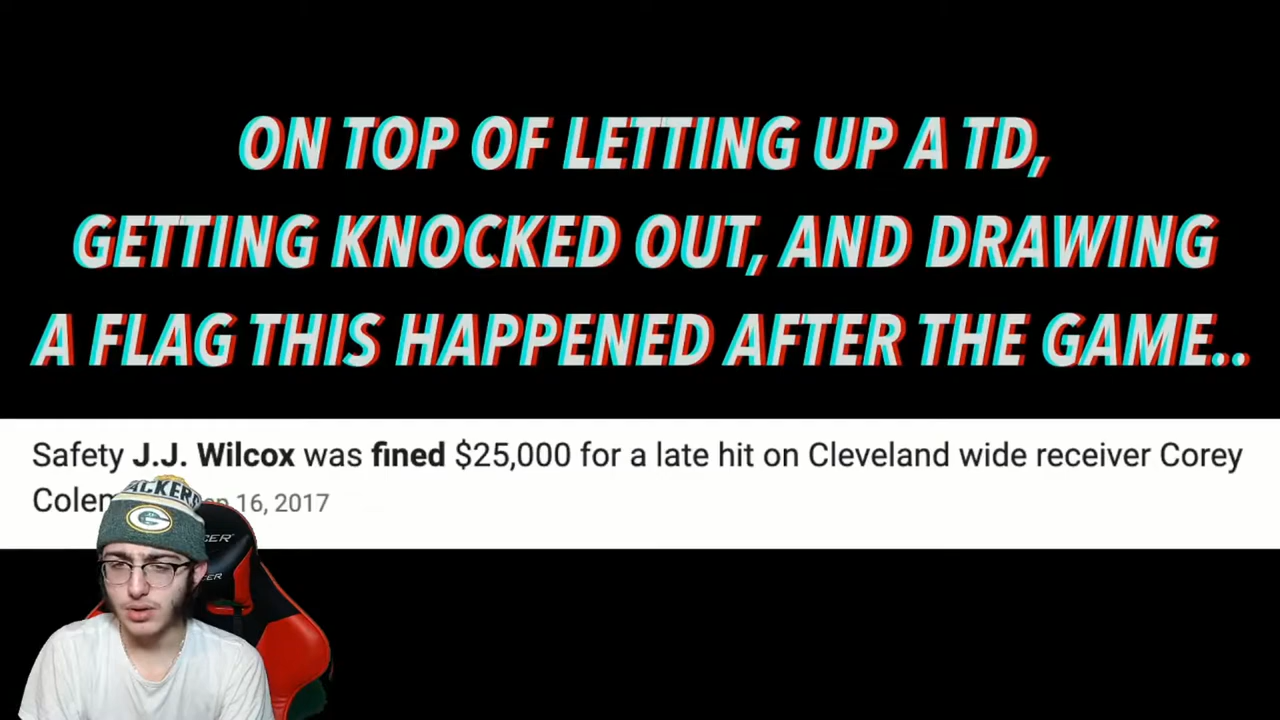 ON TOP OF LETTING UP A TD,
GETTING KNOCKED OUT, AND DRAWING
A FLAG THIS HAPPENED AFTER THE GAME..
Safety J.J. Wilcox was fined $25,000 for a late hit on Cleveland wide receiver Corey
16, 2017
G